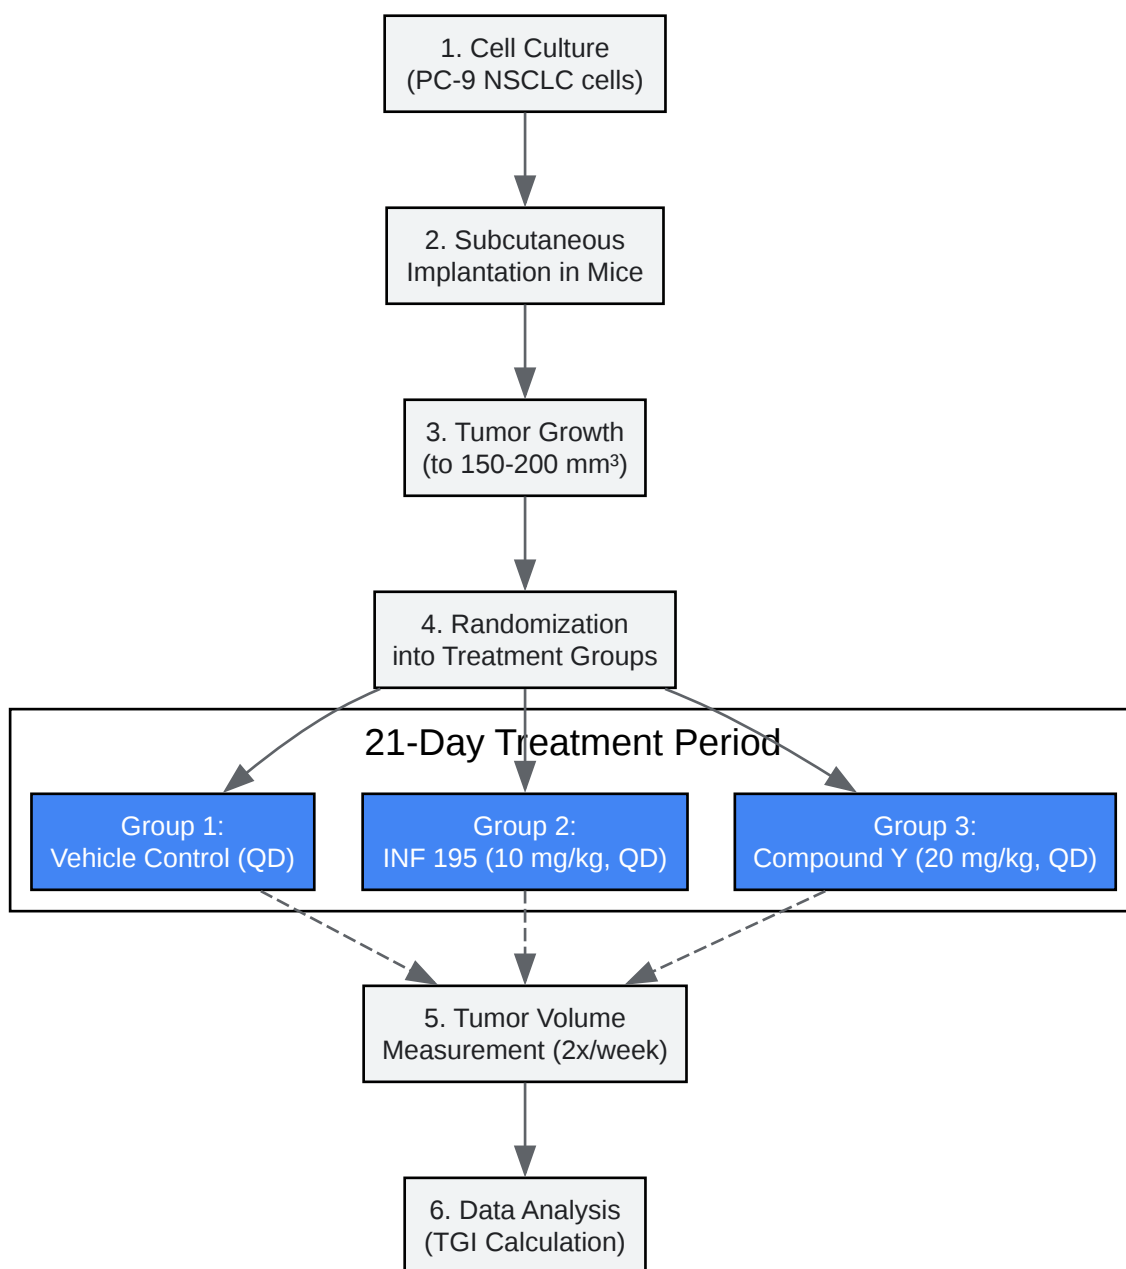 1. Cell Culture
(PC-9 NSCLC cells)
2. Subcutaneous
Implantation in Mice
3. Tumor Growth
(to 150-200 mm³)
4. Randomization
into Treatment Groups
21-Day Treatment Period
Group 1:
Vehicle Control (QD)
Group 2:
INF 195 (10 mg/kg, QD)
Group 3:
Compound Y (20 mg/kg, QD)
5. Tumor Volume
Measurement (2x/week)
6. Data Analysis
(TGI Calculation)